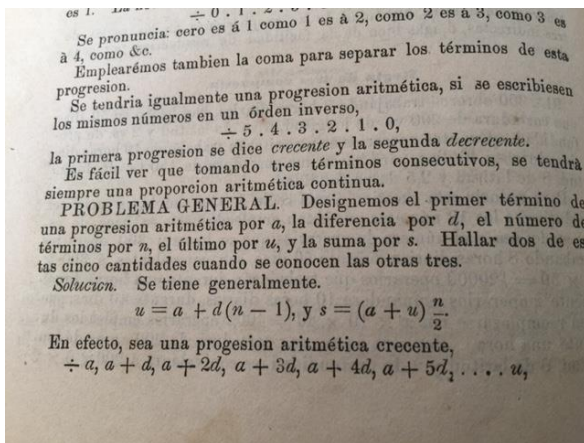 es 1.
÷ 0 . 1 . 2 .
Se pronuncia: cero es á 1 como 1 es à 2, como 2 es a 3, como 3 es
à 4, como &c.
Emplearémos tambien la coma para separar los términos de esta
progresion.
Se tendria igualmente una progresion aritmética, si se escribiesen
los mismos números en un órden inverso,
÷ 5 . 4 . 3 . 2 . 1 . 0,
la primera progresion se dice crecente y la segunda decrecente.
Es fácil ver que tomando tres términos consecutivos, se tendrà
siempre una proporcion aritmética continua.
PROBLEMA GENERAL. Designemos el primer término de
una progresion aritmética por a, la diferencia por d, el número de
términos por n, el último por u, y la suma por s. Hallar dos de es
tas cinco cantidades cuando se conocen las otras tres.
Solucion. Se tiene generalmente.
u = a + d (n − 1), y s = (a + u) n/2.
En efecto, sea una progesion aritmética crecente,
÷ a, a + d, a + 2d, a + 3d, a + 4d, a + 5d, . . . . u,